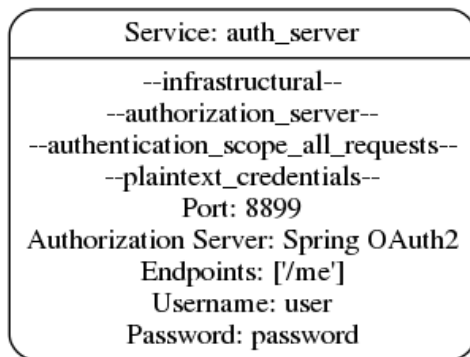 Service: auth_server
--infrastructural--
--authorization_server--
--authentication_scope_all_requests--
--plaintext_credentials--
Port: 8899
Authorization Server: Spring OAuth2
Endpoints: ['/me']
Username: user
Password: password